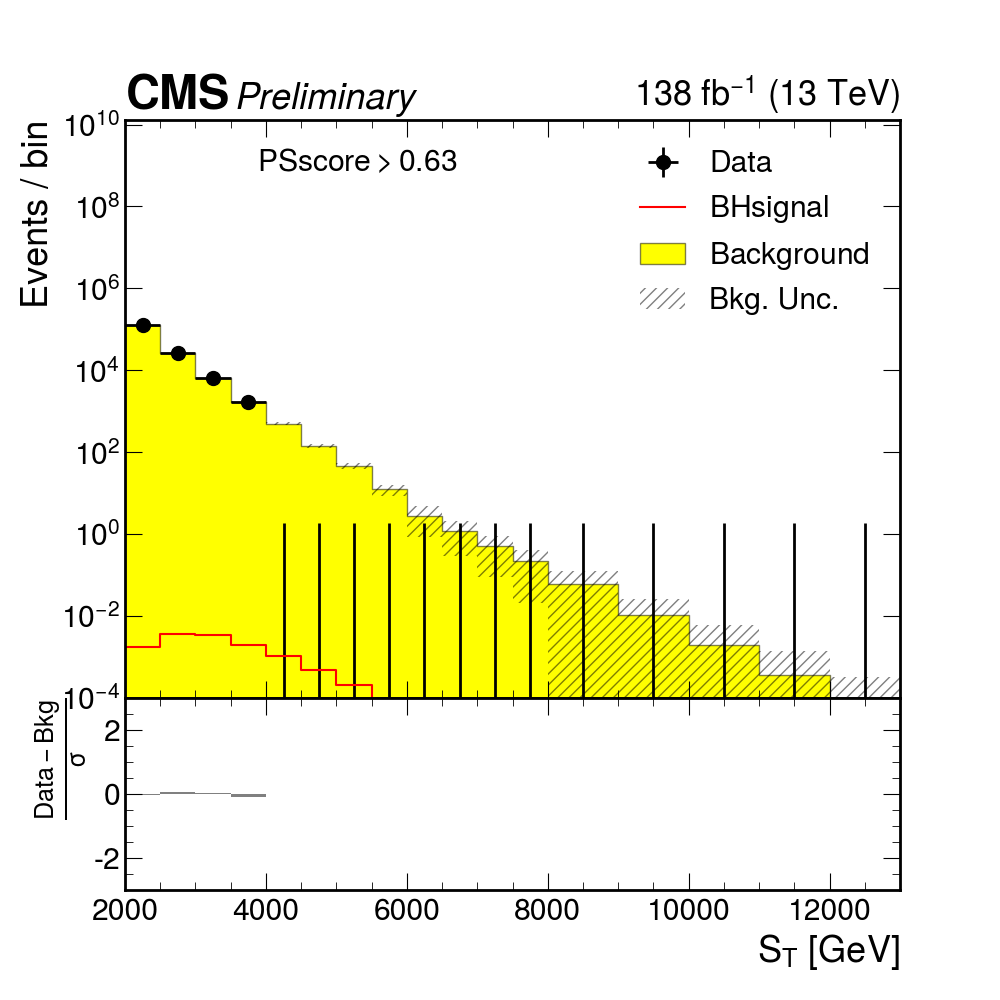 CMS Preliminary 138 fb⁻¹ (13 TeV)
Events / bin
10¹⁰
10⁸
10⁶
10⁴
10²
10⁰
10⁻²
10⁻⁴
PSscore > 0.63
Data
BHsignal
Background
Bkg. Unc.
Data − Bkg
σ
2
0
-2
2000 4000 6000 8000 10000 12000
S_T [GeV]